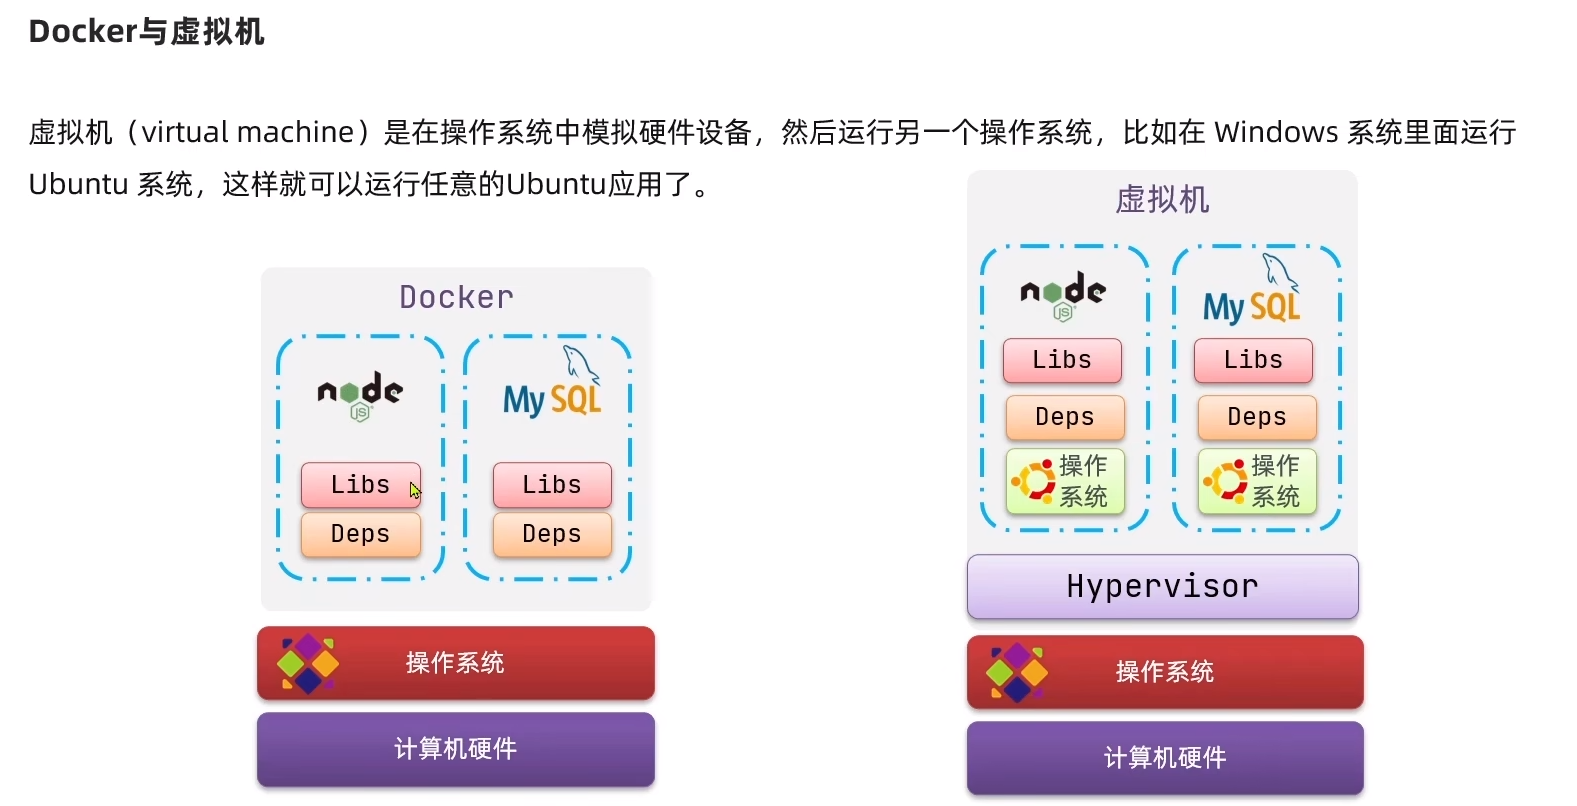 Docker与虚拟机
虚拟机（virtual machine）是在操作系统中模拟硬件设备，然后运行另一个操作系统，比如在 Windows 系统里面运行
Ubuntu 系统，这样就可以运行任意的Ubuntu应用了。
Docker
node
JS
MySQL
Libs
Libs
Deps
Deps
操作系统
计算机硬件
虚拟机
node
JS
MySQL
Libs
Libs
Deps
Deps
操作
系统
操作
系统
Hypervisor
操作系统
计算机硬件